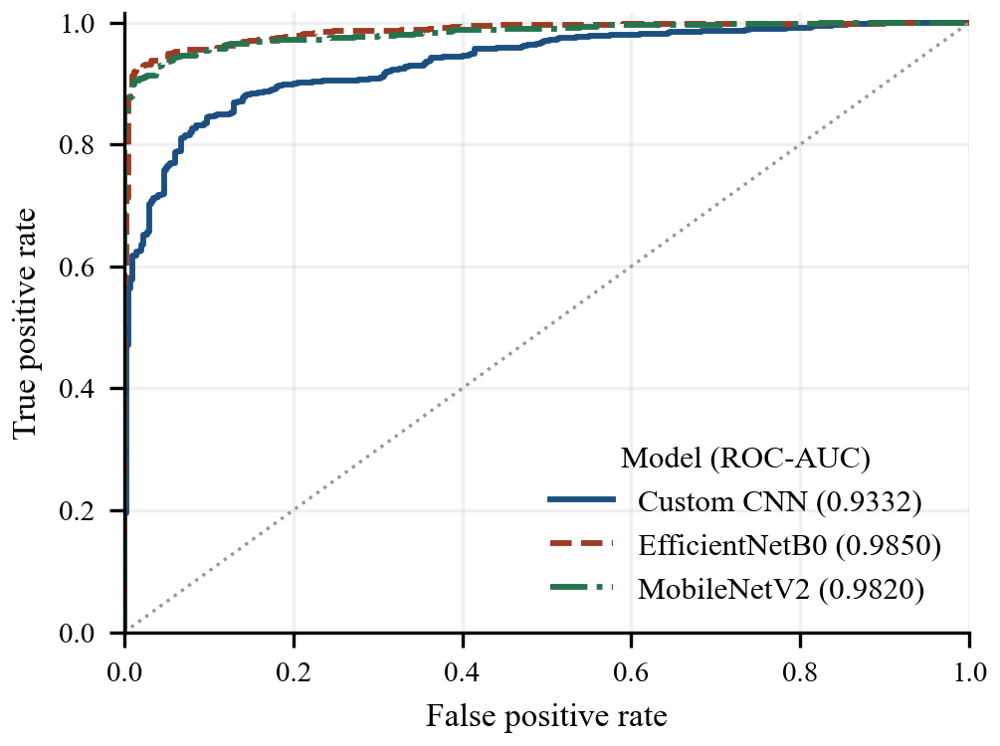 1.0
0.8
0.6
0.4
0.2
0.0
True positive rate
Model (ROC-AUC)
Custom CNN (0.9332)
EfficientNetB0 (0.9850)
MobileNetV2 (0.9820)
0.0 0.2 0.4 0.6 0.8 1.0
False positive rate